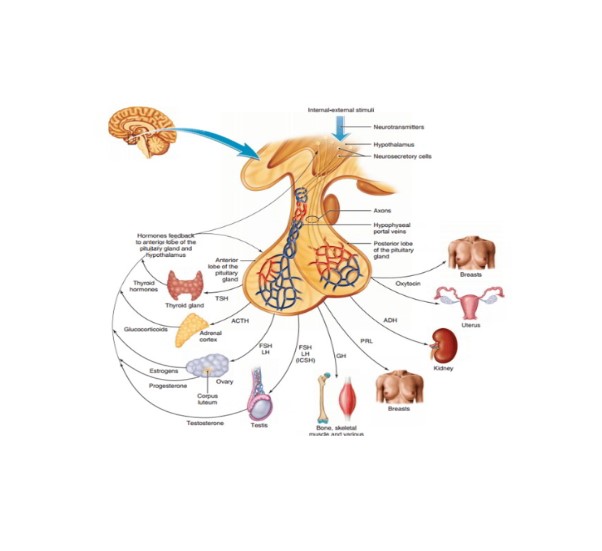 Internal-external stimuli
Neurotransmitters
Hypothalamus
Neurosecretory cells
Axons
Hypophyseal
portal veins
Posterior lobe
of the pituitary
gland
Hormones feedback
to anterior lobe of the
pituitary gland and
hypothalamus
Anterior
lobe of the
pituitary
gland
Thyroid
hormones
TSH
Thyroid gland
Glucosteroids
ACTH
Adrenal
cortex
Estrogens
Progesterone
FSH
LH
Ovary
Corpus
luteum
Testosterone
FSH
LH
(ICSH)
Testis
GH
Bone, skeletal
muscle and various
PRL
Breasts
ADH
Kidney
Oxytocin
Breasts
Uterus